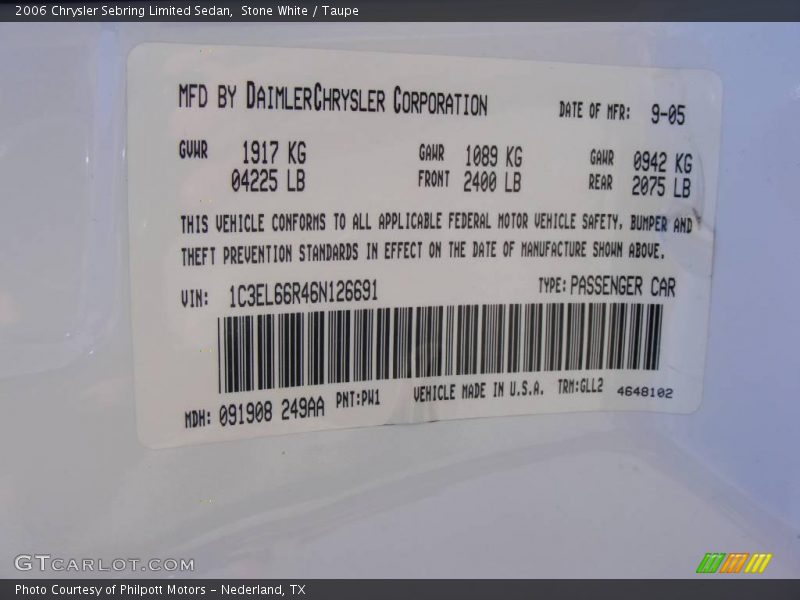 2006 Chrysler Sebring Limited Sedan,  Stone White / Taupe
MFD BY DAIMLERCHRYSLER CORPORATION DATE OF MFR: 9-05
GVWR 1917 KG GAWR 1089 KG GAWR 0942 KG
04225 LB FRONT 2400 LB REAR 2075 LB
THIS VEHICLE CONFORMS TO ALL APPLICABLE FEDERAL MOTOR VEHICLE SAFETY, BUMPER AND
THEFT PREVENTION STANDARDS IN EFFECT ON THE DATE OF MANUFACTURE SHOWN ABOVE.
VIN: 1C3EL66R46N126691 TYPE: PASSENGER CAR
MDH: 091908 249AA PNT:PW1 VEHICLE MADE IN U.S.A. TRM:GLL2 4648102
GTCARLOT.COM
Photo Courtesy of Philpott Motors - Nederland, TX